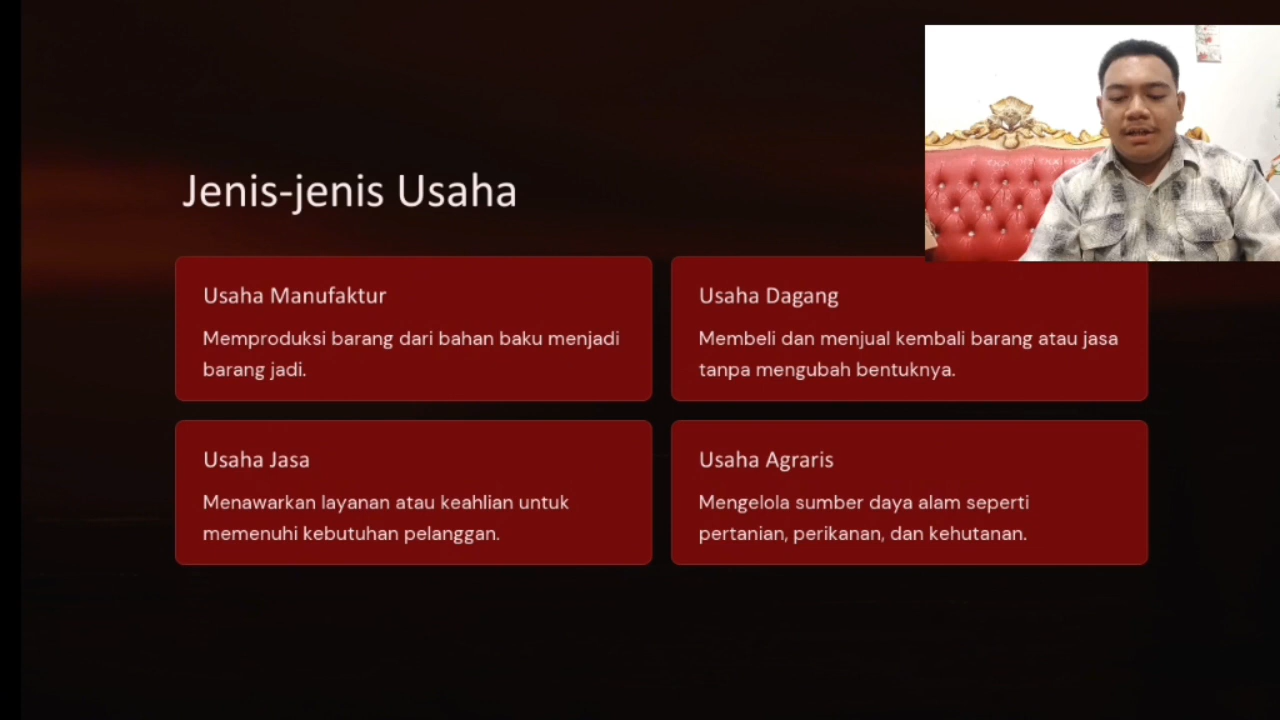 Jenis-jenis Usaha
Usaha Manufaktur
Memproduksi barang dari bahan baku menjadi
barang jadi.
Usaha Dagang
Membeli dan menjual kembali barang atau jasa
tanpa mengubah bentuknya.
Usaha Jasa
Menawarkan layanan atau keahlian untuk
memenuhi kebutuhan pelanggan.
Usaha Agraris
Mengelola sumber daya alam seperti
pertanian, perikanan, dan kehutanan.